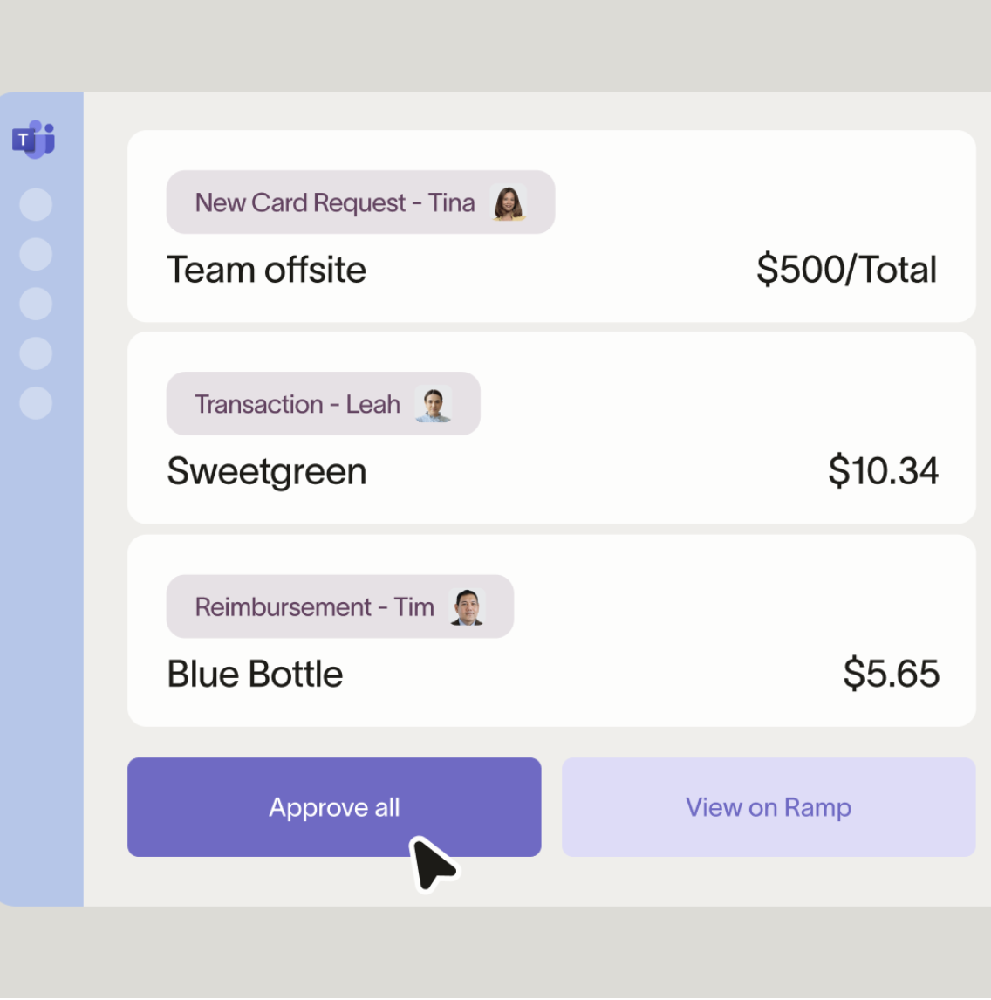 T
New Card Request - Tina
Team offsite
$500/Total
Transaction - Leah
Sweetgreen
$10.34
Reimbursement - Tim
Blue Bottle
$5.65
Approve all
View on Ramp